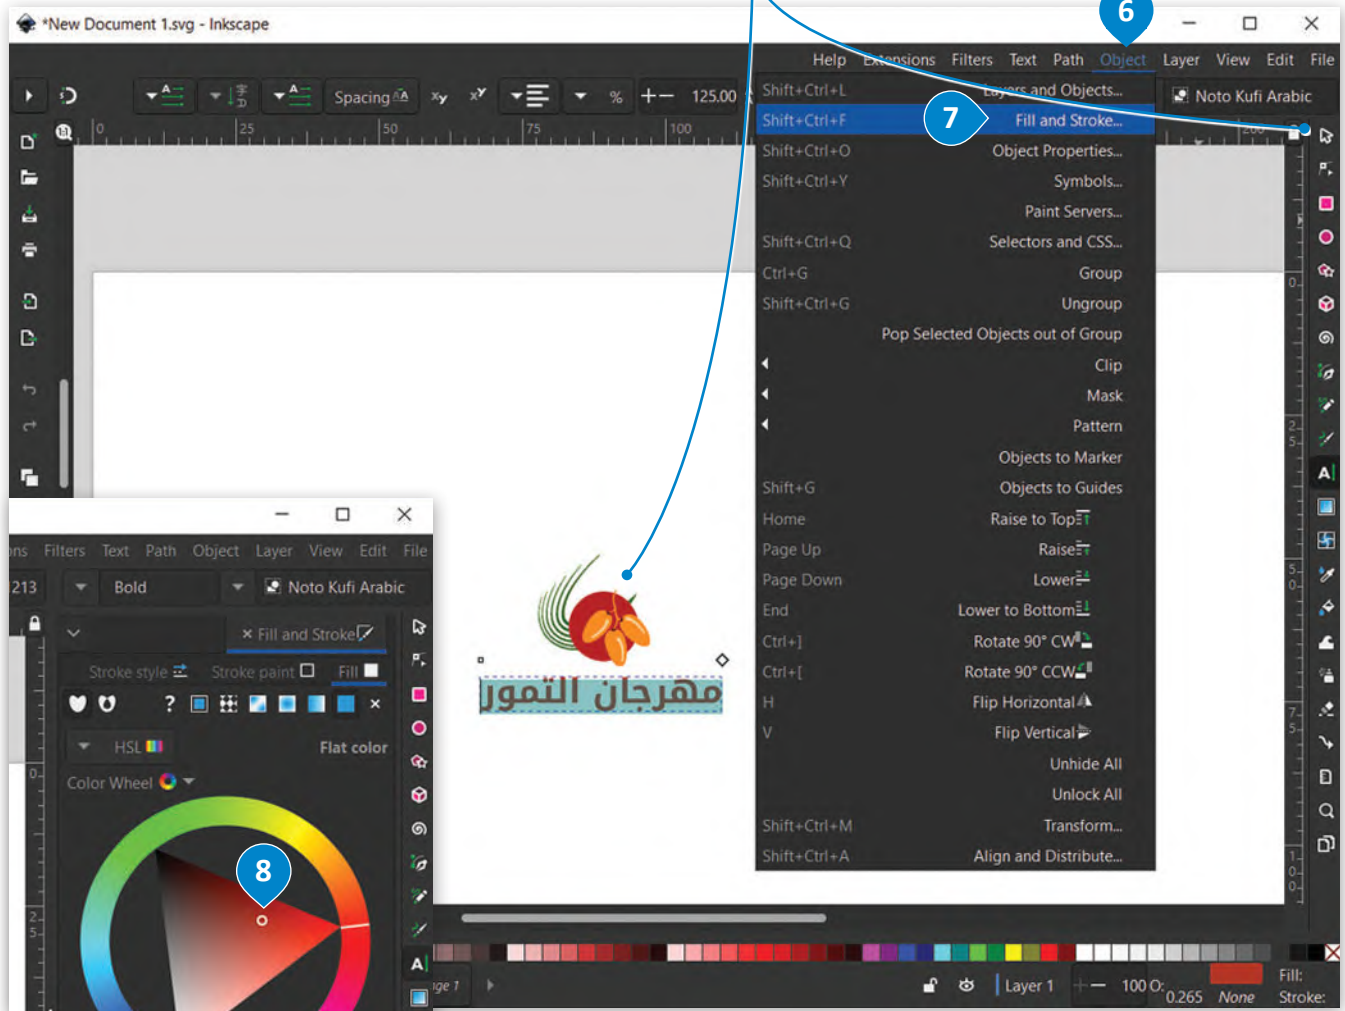 6
*New Document 1.svg - Inkscape
Help Extensions Filters Text Path Object Layer View Edit File
Spacing % 125.00 Noto Kufi Arabic
0 25 50 75 100 200
Shift+Ctrl+L Layers and Objects...
Shift+Ctrl+F 7 Fill and Stroke...
Shift+Ctrl+O Object Properties...
Shift+Ctrl+Y Symbols...
Paint Servers...
Shift+Ctrl+Q Selectors and CSS...
Ctrl+G Group
Shift+Ctrl+G Ungroup
Pop Selected Objects out of Group
Clip
Mask
Pattern
Objects to Marker
Shift+G Objects to Guides
Home Raise to Top
Page Up Raise
Page Down Lower
End Lower to Bottom
Ctrl+] Rotate 90° CW
Ctrl+[ Rotate 90° CCW
H Flip Horizontal
V Flip Vertical
Unhide All
Unlock All
Shift+Ctrl+M Transform...
Shift+Ctrl+A Align and Distribute...
مهرجان التمور
ons Filters Text Path Object Layer View Edit File
213 Bold Noto Kufi Arabic
× Fill and Stroke
Stroke style Stroke paint Fill
?
HSL Flat color
Color Wheel
8
age 1 Layer 1 100 O: 0.265 None Fill:
Stroke: